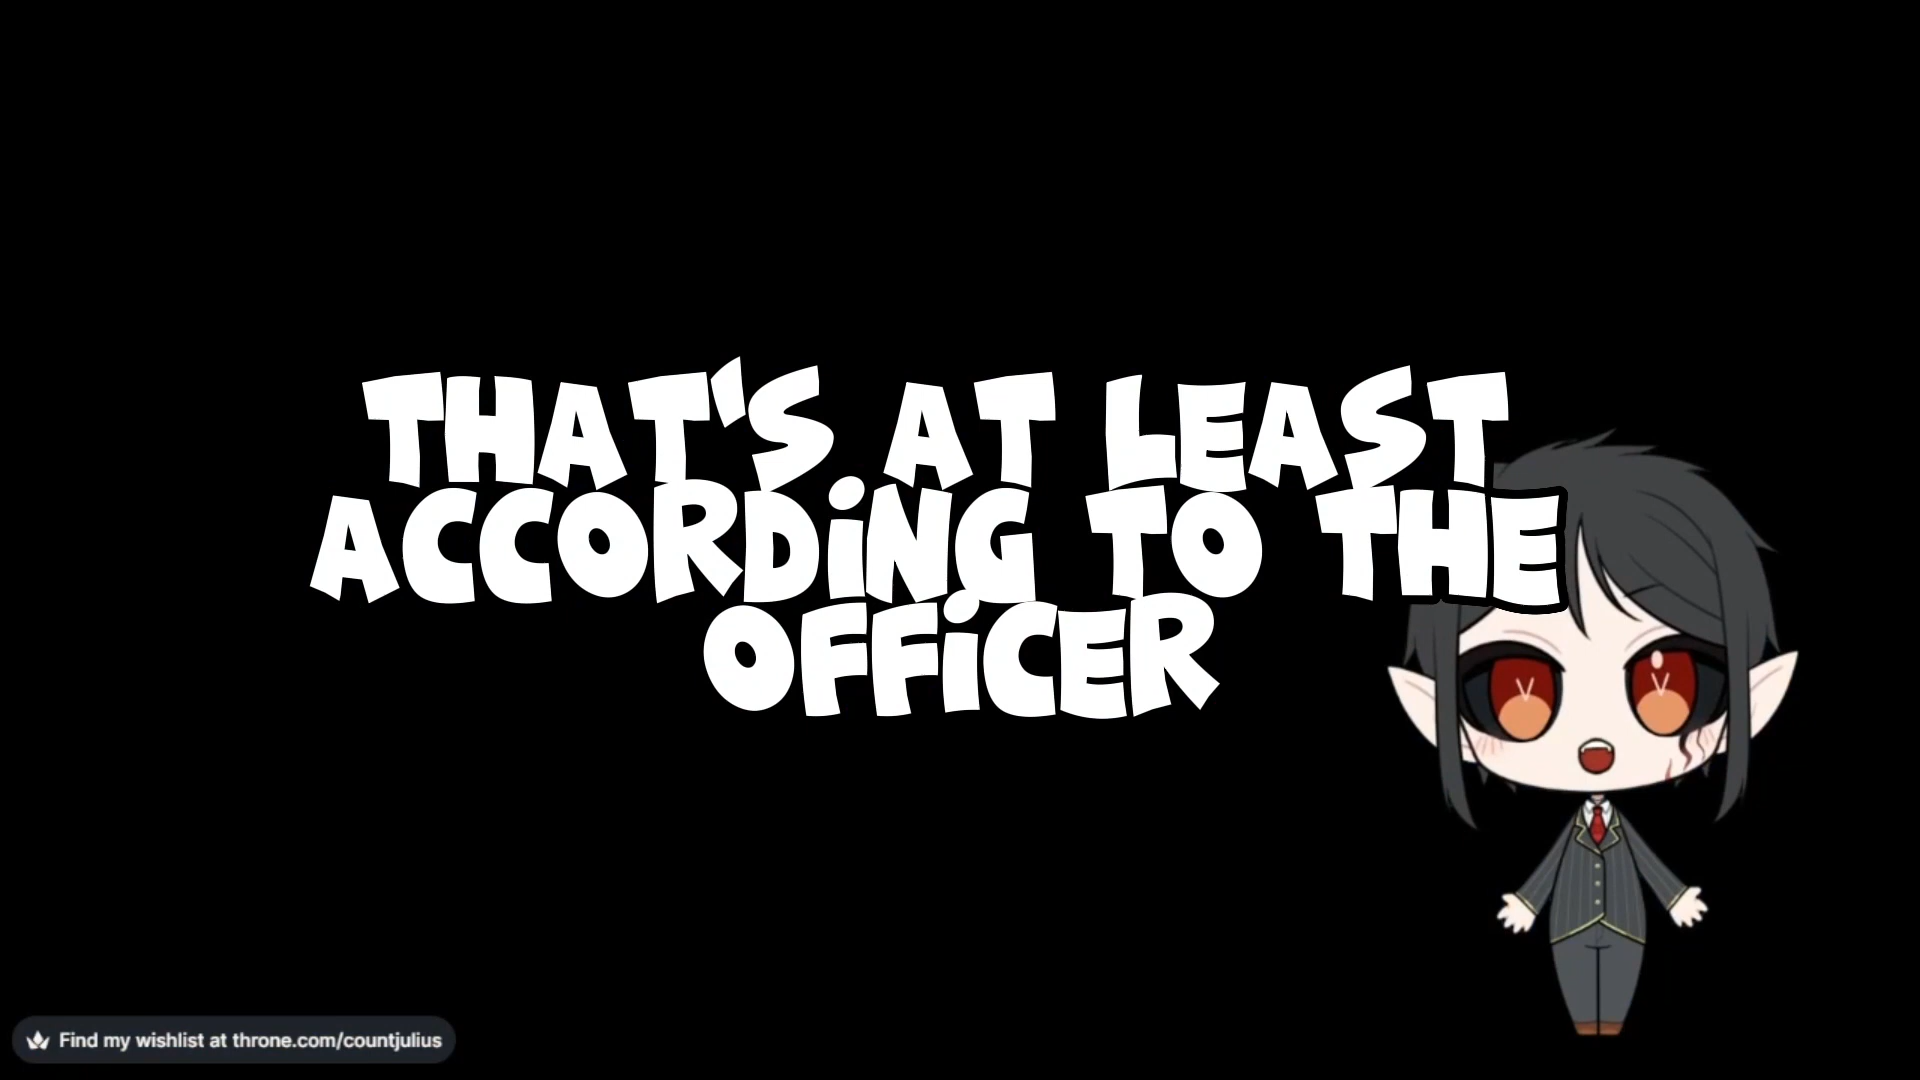 THAT'S AT LEAST
ACCORDING TO THE
OFFICER
Find my wishlist at throne.com/countjulius